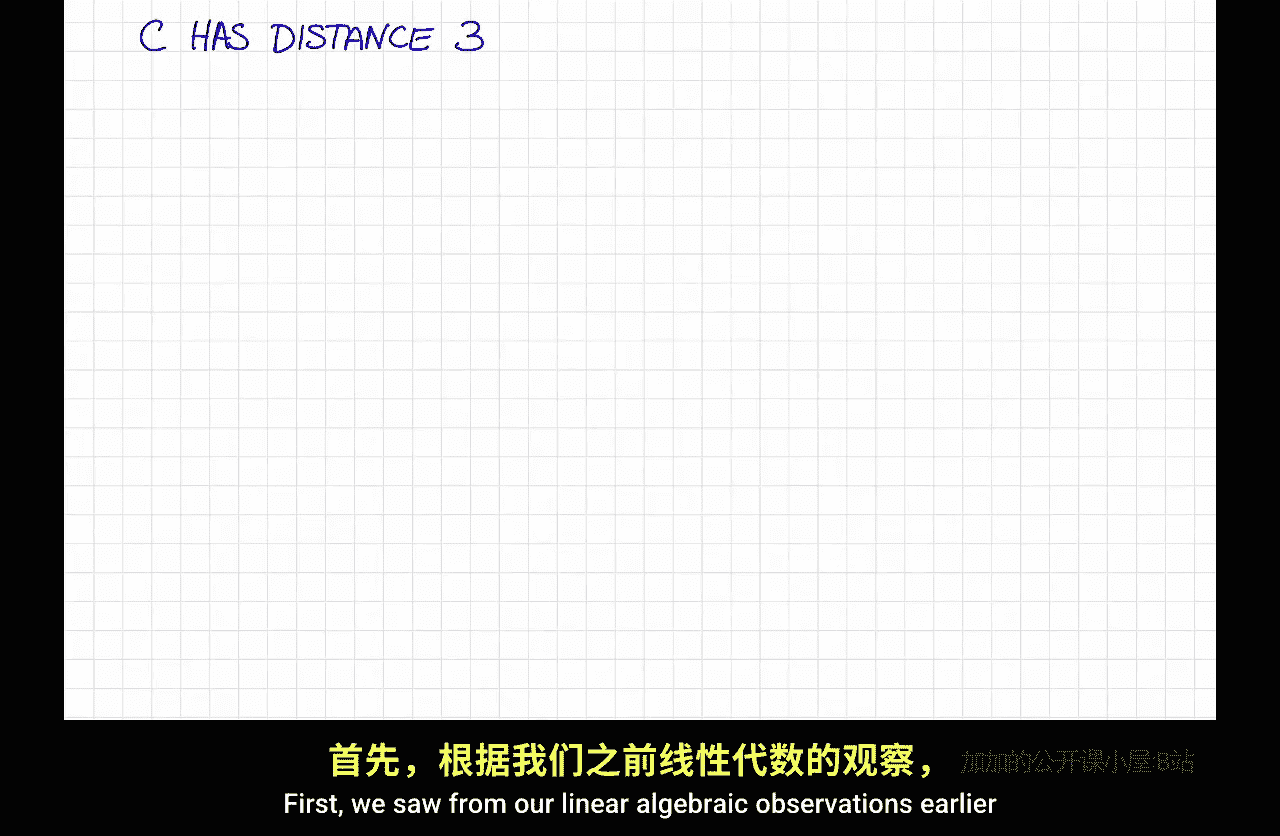 C HAS DISTANCE 3
首先，根据我们之前线性代数的观察，
加加的公开课小屋:B站
First, we saw from our linear algebraic observations earlier